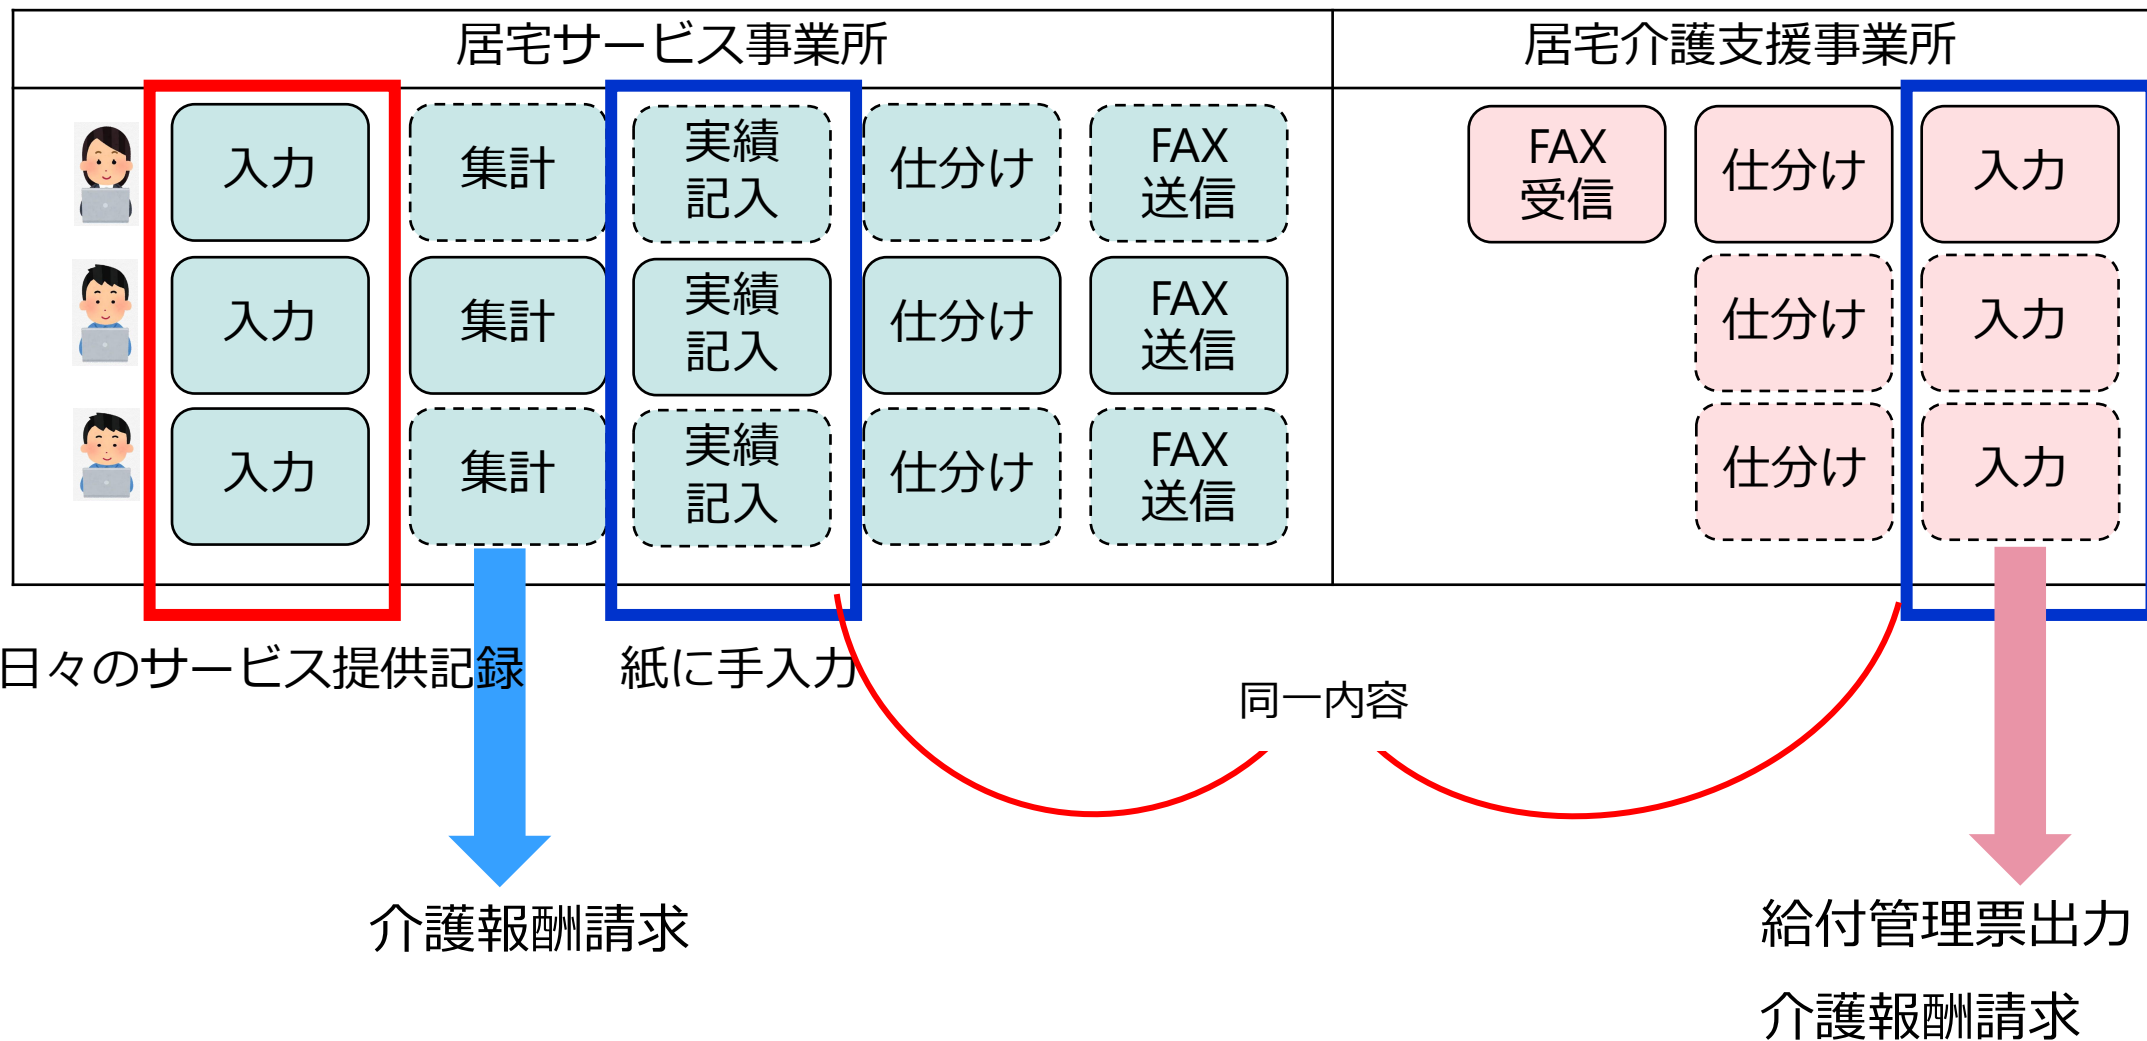 居宅サービス事業所
居宅介護支援事業所
入力
集計
実績
記入
仕分け
FAX
送信
FAX
受信
仕分け
入力
入力
集計
実績
記入
仕分け
FAX
送信
仕分け
入力
入力
集計
実績
記入
仕分け
FAX
送信
仕分け
入力
日々のサービス提供記録
紙に手入力
同一内容
介護報酬請求
給付管理票出力
介護報酬請求